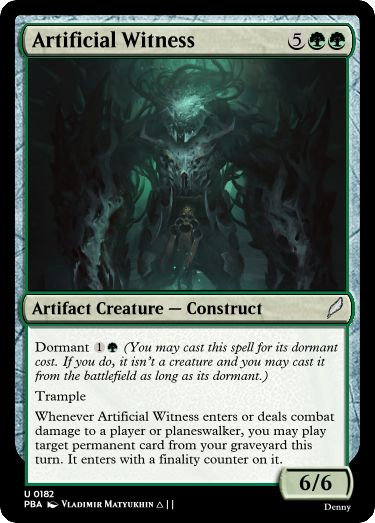 Artificial Witness 5
Artifact Creature — Construct
Dormant 1 (You may cast this spell for its dormant
cost. If you do, it isn't a creature and you may cast it
from the battlefield as long as its dormant.)
Trample
Whenever Artificial Witness enters or deals combat
damage to a player or planeswalker, you may play
target permanent card from your graveyard this
turn. It enters with a finality counter on it.
6/6
U 0182
PBA Vladimir Matyukhin △ ||
Denny